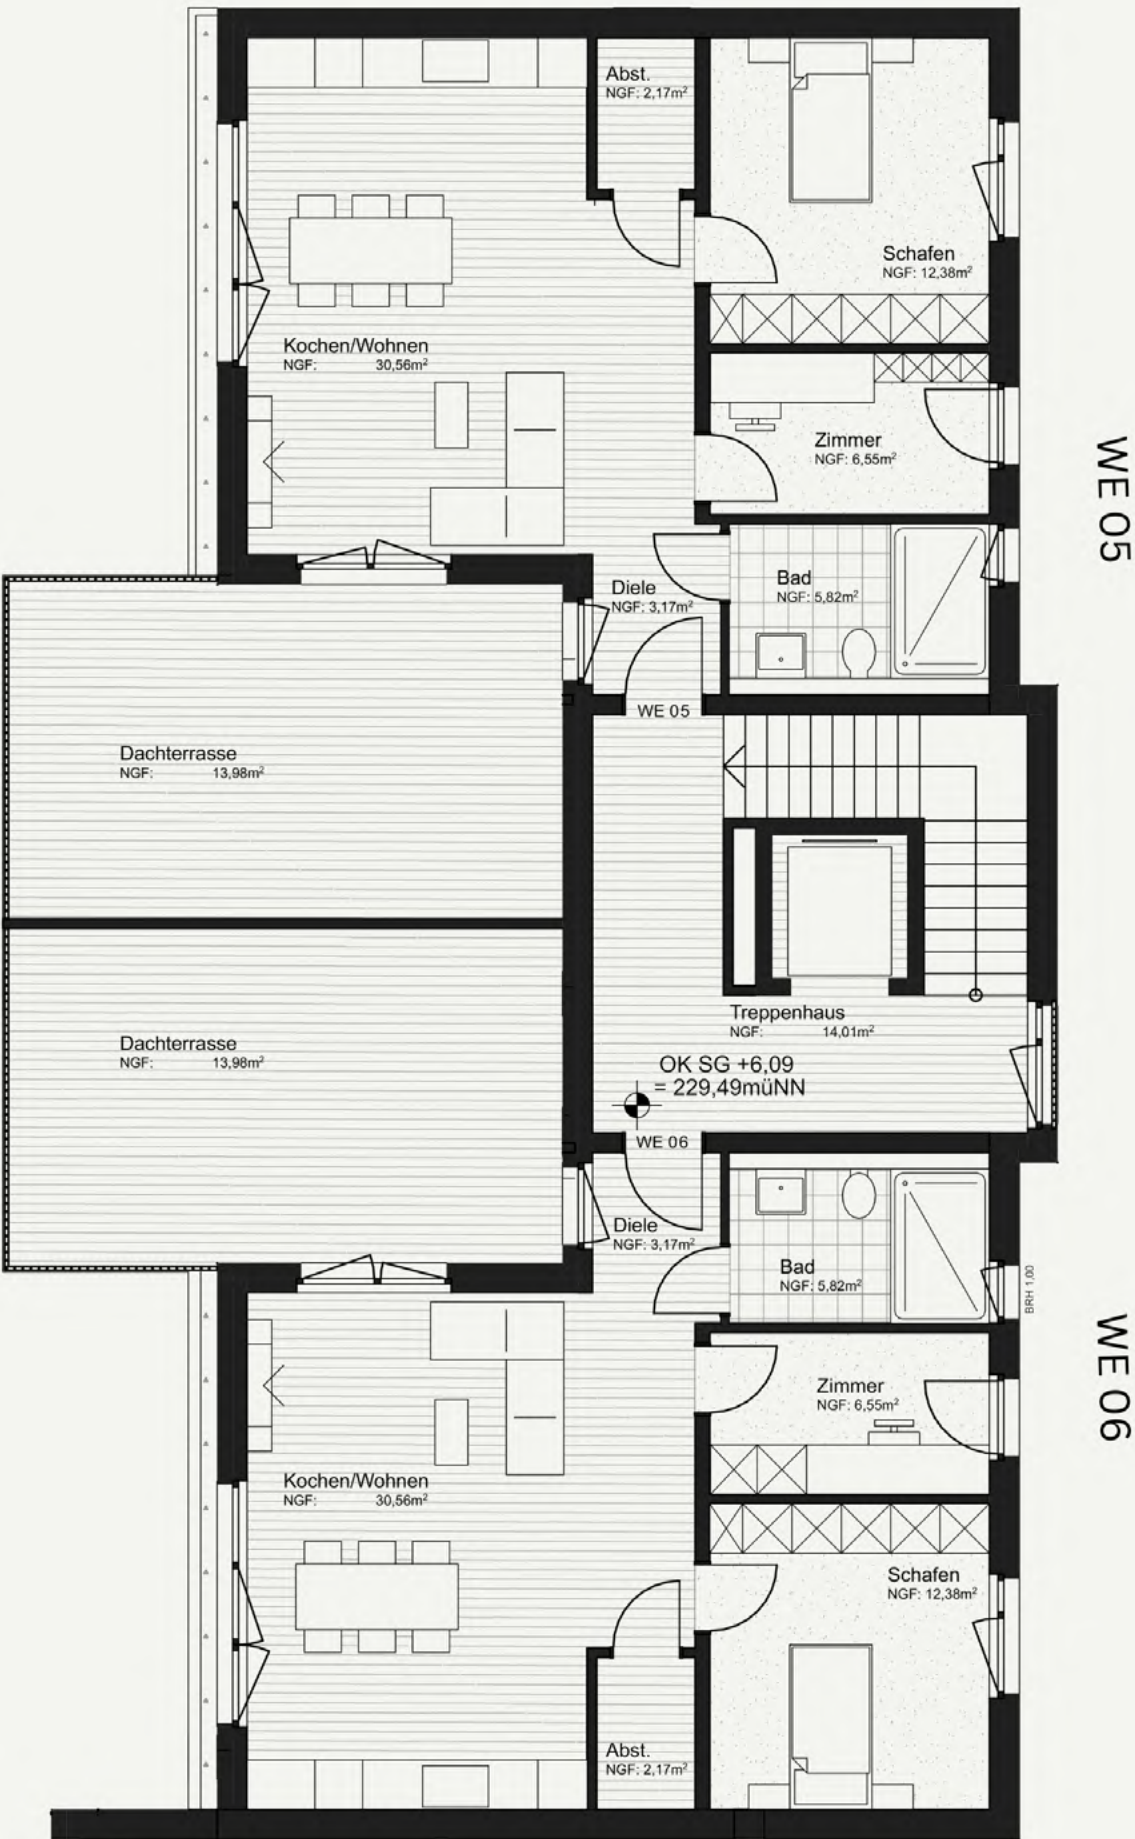 Abst.
NGF: 2,17m²
Schafen
NGF: 12,38m²
Kochen/Wohnen
NGF: 30,56m²
Zimmer
NGF: 6,55m²
WE 05
Bad
NGF: 5,82m²
Diele
NGF: 3,17m²
WE 05
Dachterrasse
NGF: 13,98m²
Treppenhaus
NGF: 14,01m²
Dachterrasse
NGF: 13,98m²
OK SG +6,09
= 229,49müNN
WE 06
Diele
NGF: 3,17m²
Bad
NGF: 5,82m²
BRH 1,00
WE 06
Zimmer
NGF: 6,55m²
Kochen/Wohnen
NGF: 30,56m²
Schafen
NGF: 12,38m²
Abst.
NGF: 2,17m²